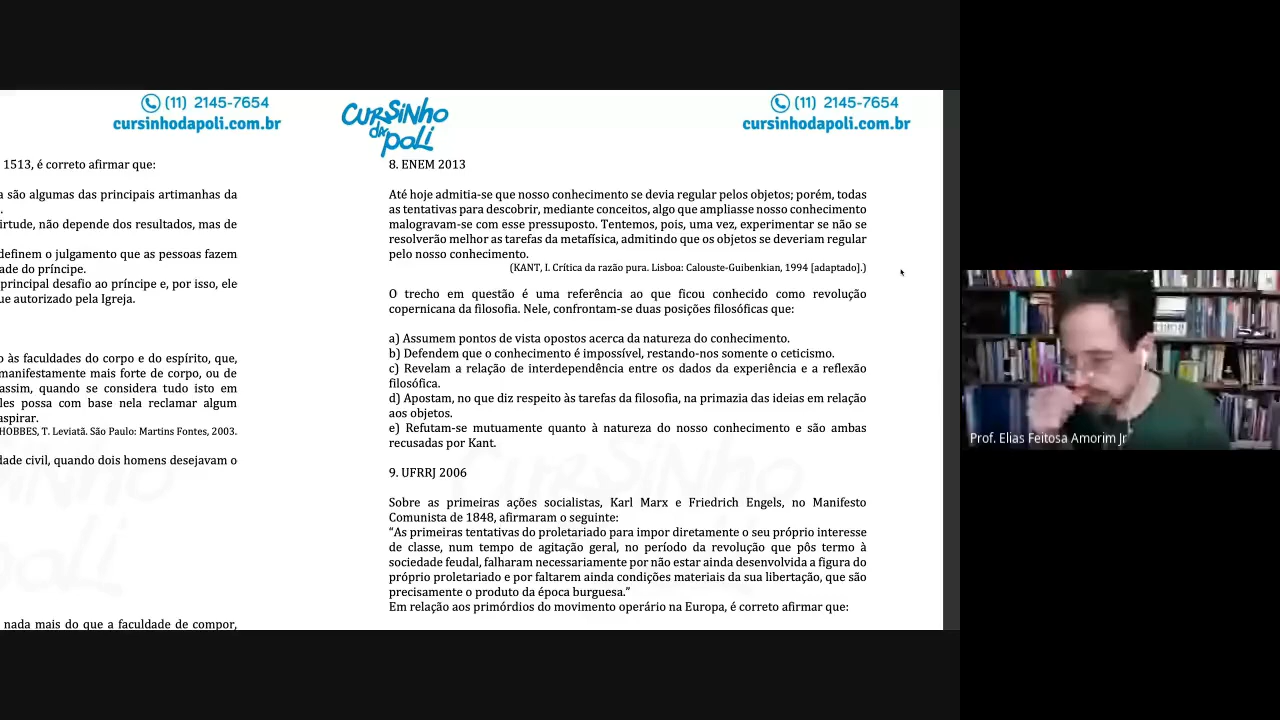 (11) 2145-7654
cursinhodapoli.com.br
1513, é correto afirmar que:
a são algumas das principais artimanhas da
.
irtude, não depende dos resultados, mas de
definem o julgamento que as pessoas fazem
ade do príncipe.
principal desafio ao príncipe e, por isso, ele
ue autorizado pela Igreja.
o às faculdades do corpo e do espírito, que,
manifestamente mais forte de corpo, ou de
assim, quando se considera tudo isto em
les possa com base nela reclamar algum
aspirar.
HOBBES, T. Leviatã. São Paulo: Martins Fontes, 2003.
dade civil, quando dois homens desejavam o
nada mais do que a faculdade de compor,
CURSINHO
DA
POLI
(11) 2145-7654
cursinhodapoli.com.br
8. ENEM 2013
Até hoje admitia-se que nosso conhecimento se devia regular pelos objetos; porém, todas
as tentativas para descobrir, mediante conceitos, algo que ampliasse nosso conhecimento
malogravam-se com esse pressuposto. Tentemos, pois, uma vez, experimentar se não se
resolverão melhor as tarefas da metafísica, admitindo que os objetos se deveriam regular
pelo nosso conhecimento.
(KANT, I. Crítica da razão pura. Lisboa: Calouste-Guibenkian, 1994 [adaptado].)
O trecho em questão é uma referência ao que ficou conhecido como revolução
copernicana da filosofia. Nele, confrontam-se duas posições filosóficas que:
a) Assumem pontos de vista opostos acerca da natureza do conhecimento.
b) Defendem que o conhecimento é impossível, restando-nos somente o ceticismo.
c) Revelam a relação de interdependência entre os dados da experiência e a reflexão
filosófica.
d) Apostam, no que diz respeito às tarefas da filosofia, na primazia das ideias em relação
aos objetos.
e) Refutam-se mutuamente quanto à natureza do nosso conhecimento e são ambas
recusadas por Kant.
9. UFRRJ 2006
Sobre as primeiras ações socialistas, Karl Marx e Friedrich Engels, no Manifesto
Comunista de 1848, afirmaram o seguinte:
“As primeiras tentativas do proletariado para impor diretamente o seu próprio interesse
de classe, num tempo de agitação geral, no período da revolução que pôs termo à
sociedade feudal, falharam necessariamente por não estar ainda desenvolvida a figura do
próprio proletariado e por faltarem ainda condições materiais da sua libertação, que são
precisamente o produto da época burguesa.”
Em relação aos primórdios do movimento operário na Europa, é correto afirmar que:
Prof. Elias Feitosa Amorim Jr